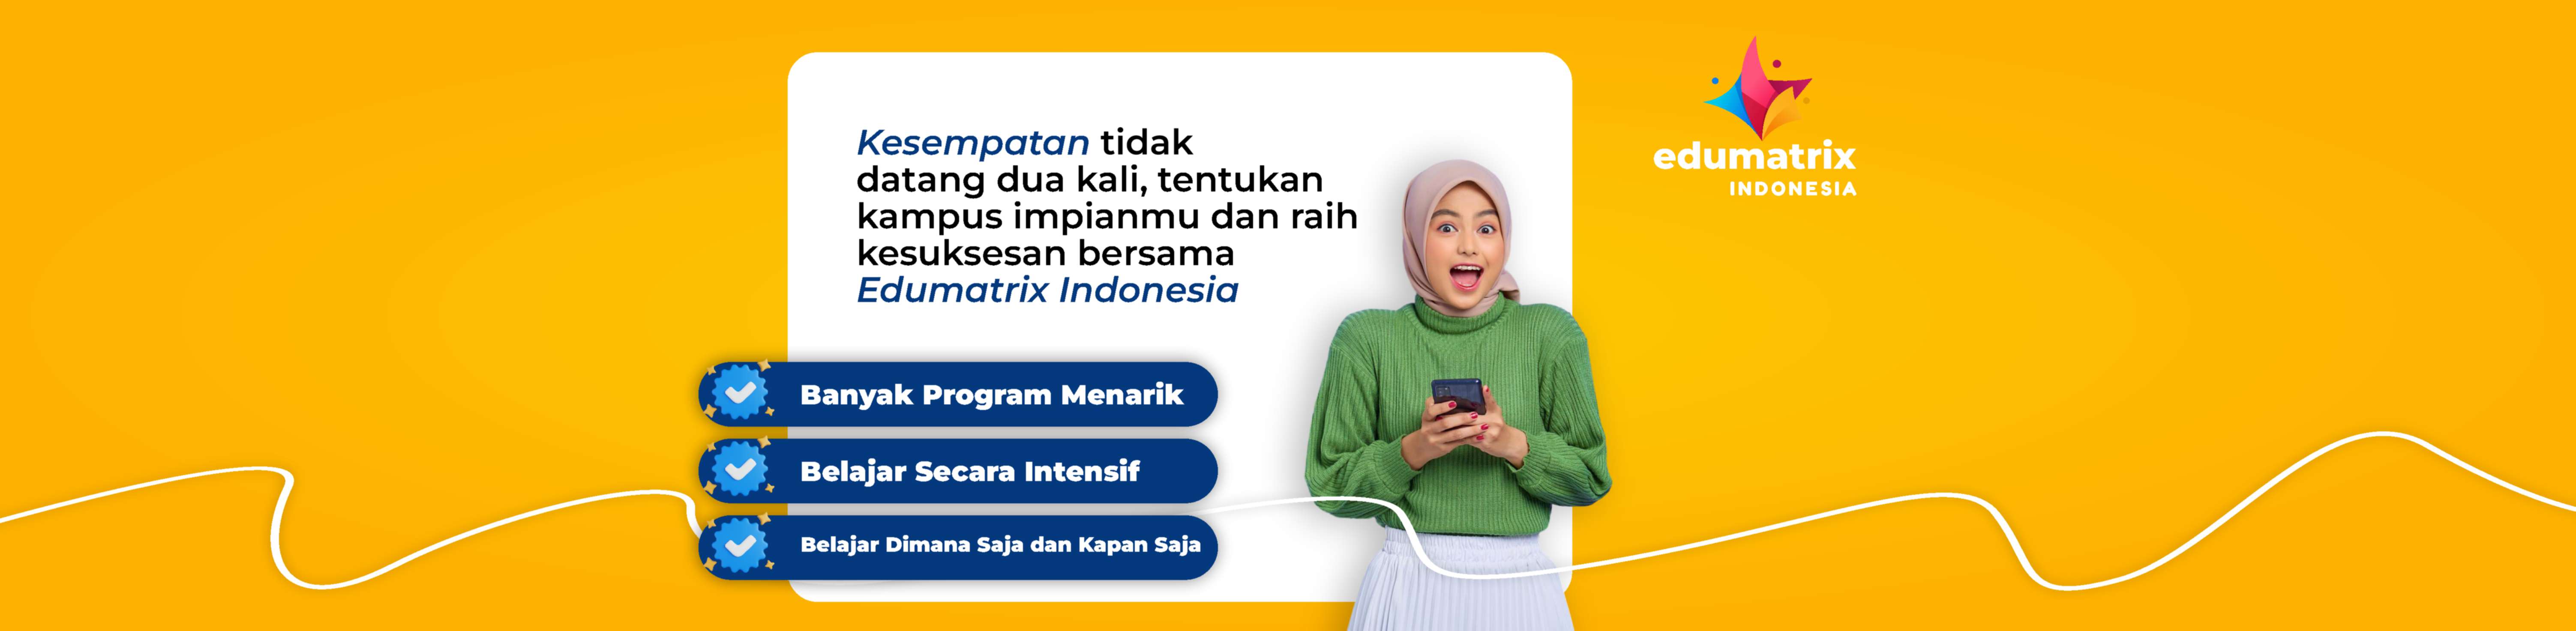 Kesempatan tidak
datang dua kali, tentukan
kampus impianmu dan raih
kesuksesan bersama
Edumatrix Indonesia
Banyak Program Menarik
Belajar Secara Intensif
Belajar Dimana Saja dan Kapan Saja
edumatrix
INDONESIA